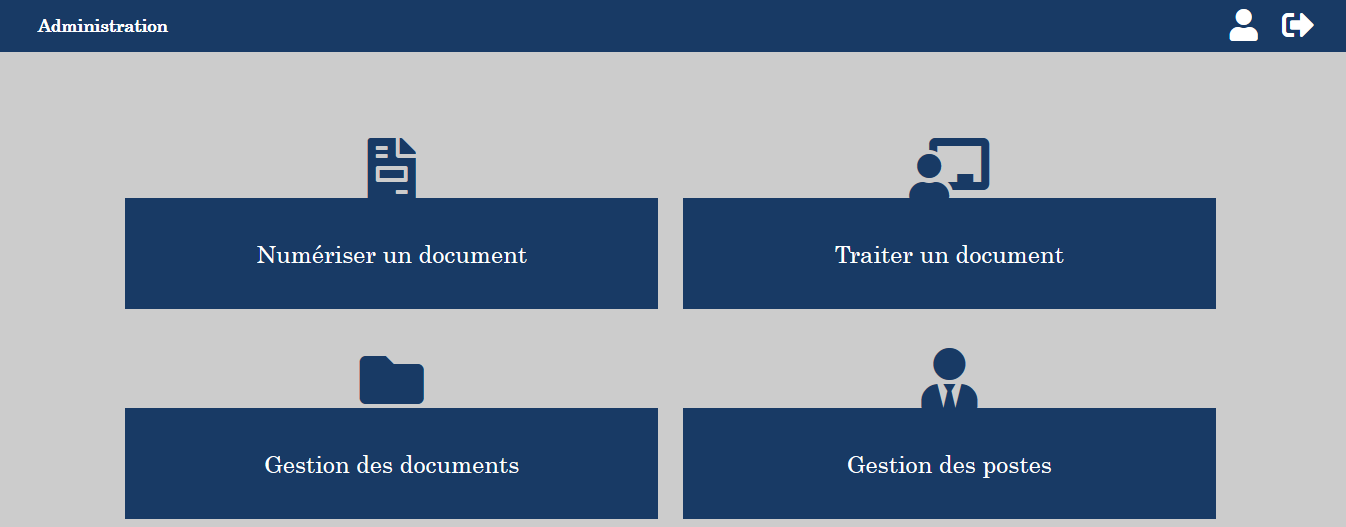 Administration
Numériser un document
Traiter un document
Gestion des documents
Gestion des postes